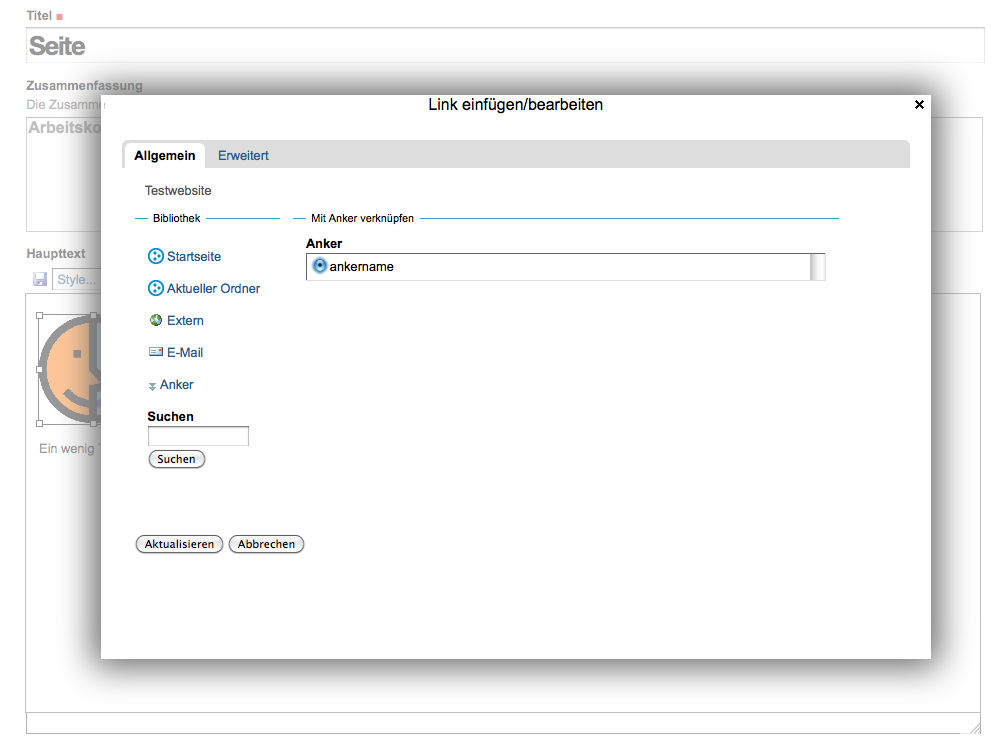 Titel
Seite
Zusammenfassung
Die Zusamm
Link einfügen/bearbeiten
Arbeitsko
Allgemein Erweitert
Testwebsite
Bibliothek Mit Anker verknüpfen
Anker
ankername
Startseite
Aktueller Ordner
Extern
E-Mail
Anker
Suchen
Suchen
Haupttext
Style...
Ein wenig
Aktualisieren Abbrechen